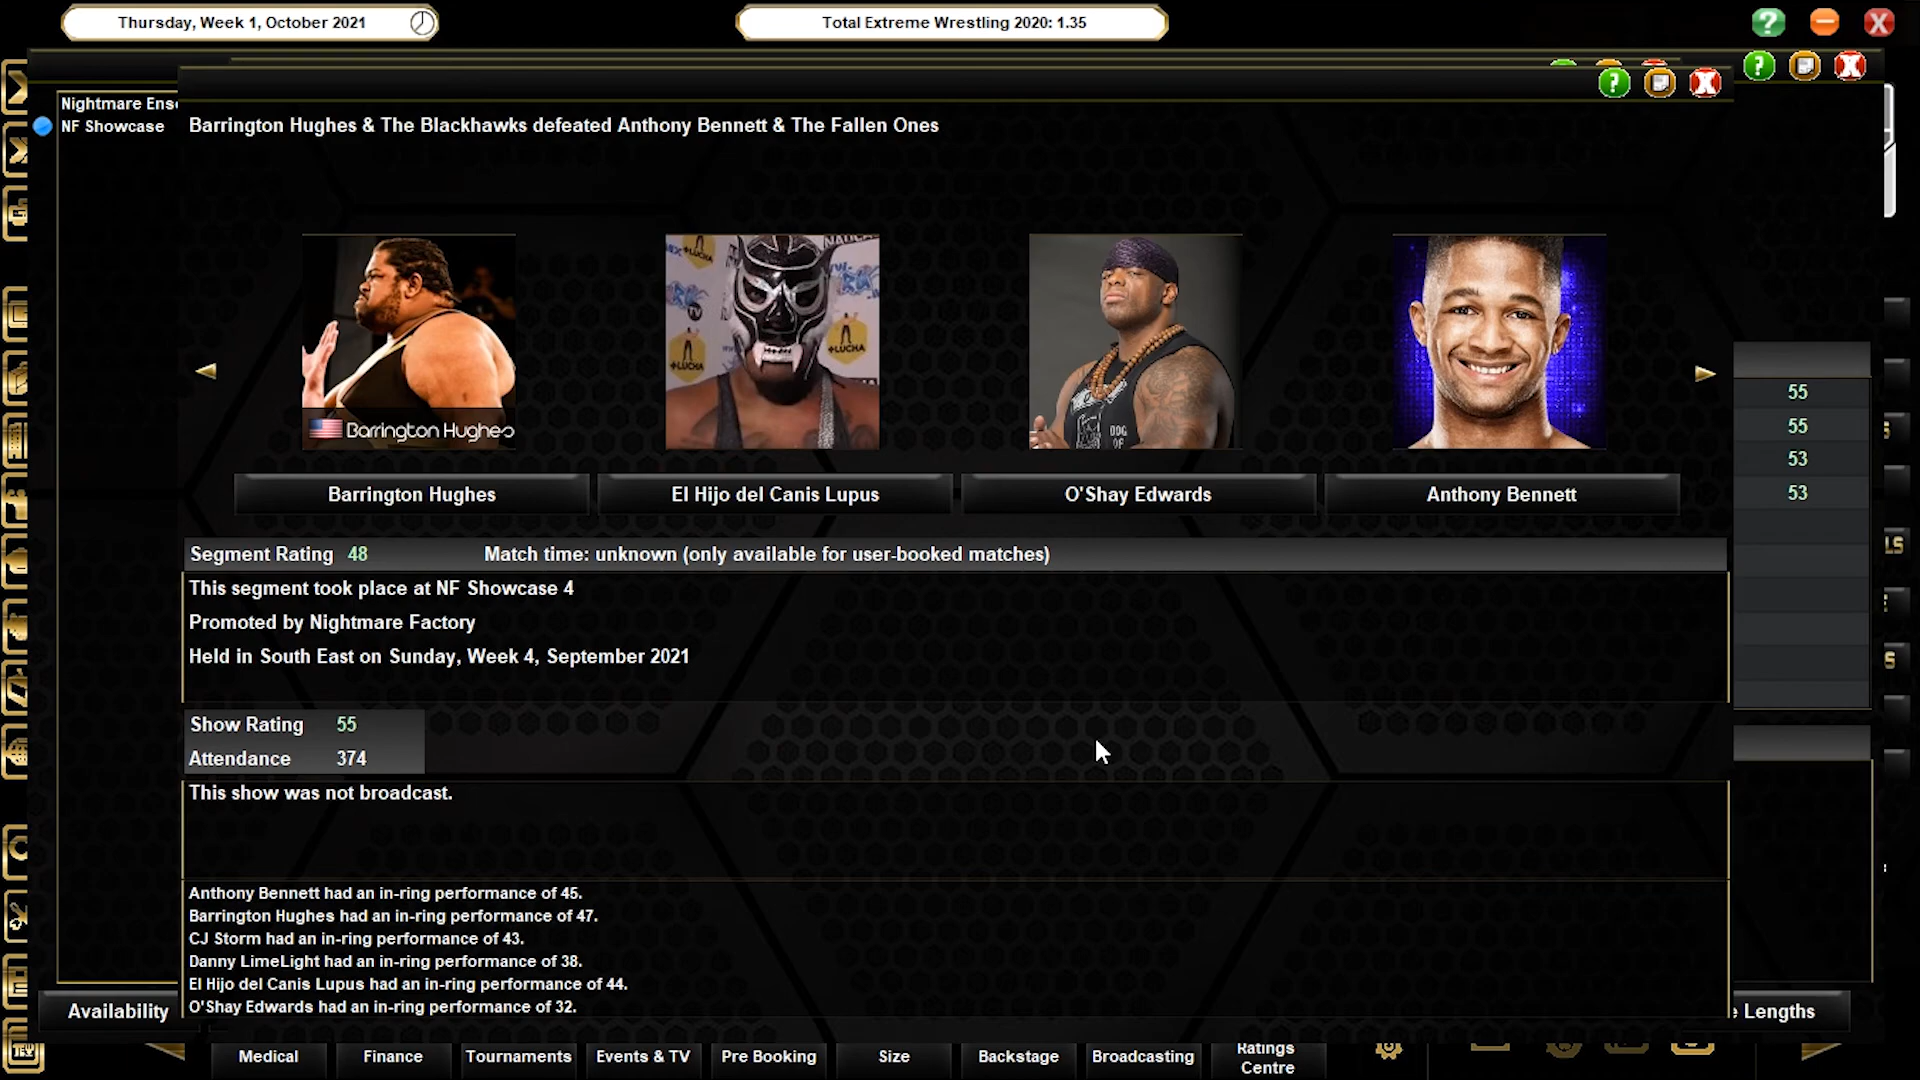 Thursday, Week 1, October 2021
Total Extreme Wrestling 2020: 1.35
Nightmare
NF Showcase
Barrington Hughes & The Blackhawks defeated Anthony Bennett & The Fallen Ones
Barrington Hughes
+LUCHA
+LUCHA
+LUCHA
DOG
OF
Barrington Hughes
El Hijo del Canis Lupus
O'Shay Edwards
Anthony Bennett
55
55
53
53
Segment Rating 48
Match time: unknown (only available for user-booked matches)
This segment took place at NF Showcase 4
Promoted by Nightmare Factory
Held in South East on Sunday, Week 4, September 2021
Show Rating 55
Attendance 374
This show was not broadcast.
Anthony Bennett had an in-ring performance of 45.
Barrington Hughes had an in-ring performance of 47.
CJ Storm had an in-ring performance of 43.
Danny LimeLight had an in-ring performance of 38.
El Hijo del Canis Lupus had an in-ring performance of 44.
O'Shay Edwards had an in-ring performance of 32.
Availability
Lengths
Medical
Finance
Tournaments
Events & TV
Pre Booking
Size
Backstage
Broadcasting
Ratings
Centre